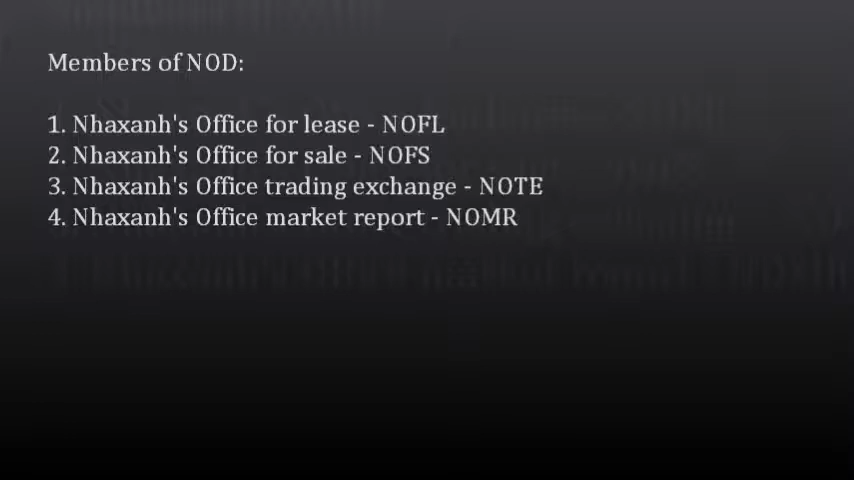 Members of NOD:
1. Nhaxanh's Office for lease - NOFL
2. Nhaxanh's Office for sale - NOFS
3. Nhaxanh's Office trading exchange - NOTE
4. Nhaxanh's Office market report - NOMR